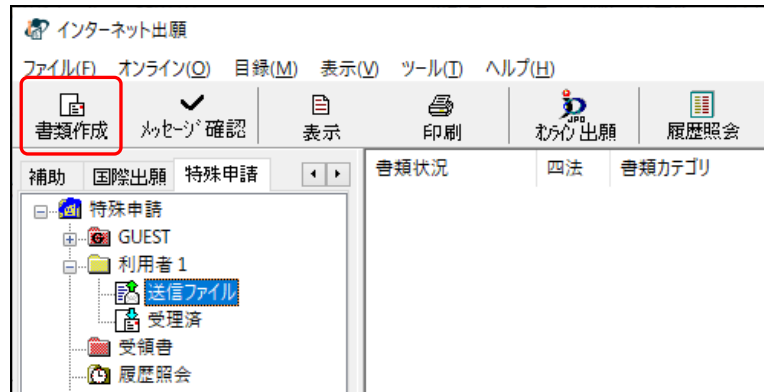 インターネット出願
ファイル(F) オンライン(O) 目録(M) 表示(V) ツール(T) ヘルプ(H)
書類作成 メッセージ確認 表示 印刷 オンライン出願 履歴照会
補助 国際出願 特殊申請 書類状況 四法 書類カテゴリ
特殊申請
GUEST
利用者1
送信ファイル
受理済
受領書
履歴照会